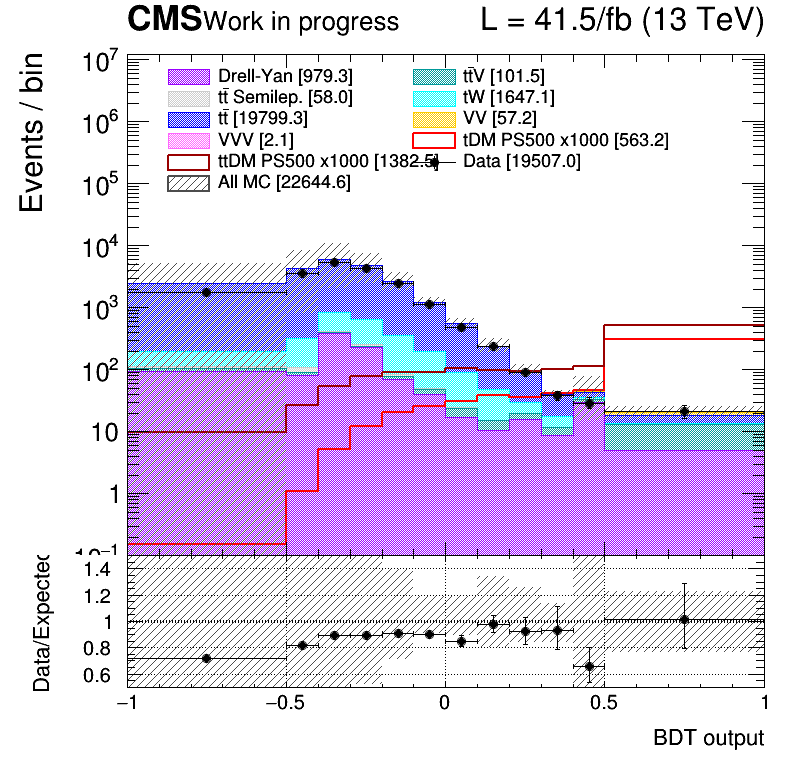 CMS Work in progress L = 41.5/fb (13 TeV)
Events / bin
10⁷
10⁶
10⁵
10⁴
10³
10²
10
1
10⁻¹
Drell-Yan [979.3] tt̄V [101.5]
tt̄ Semilep. [58.0] tW [1647.1]
tt̄ [19799.3] VV [57.2]
VVV [2.1] tDM PS500 x1000 [563.2]
ttDM PS500 x1000 [1382.5] Data [19507.0]
All MC [22644.6]
Data/Expected
1.4
1.2
1
0.8
0.6
−1 −0.5 0 0.5 1
BDT output